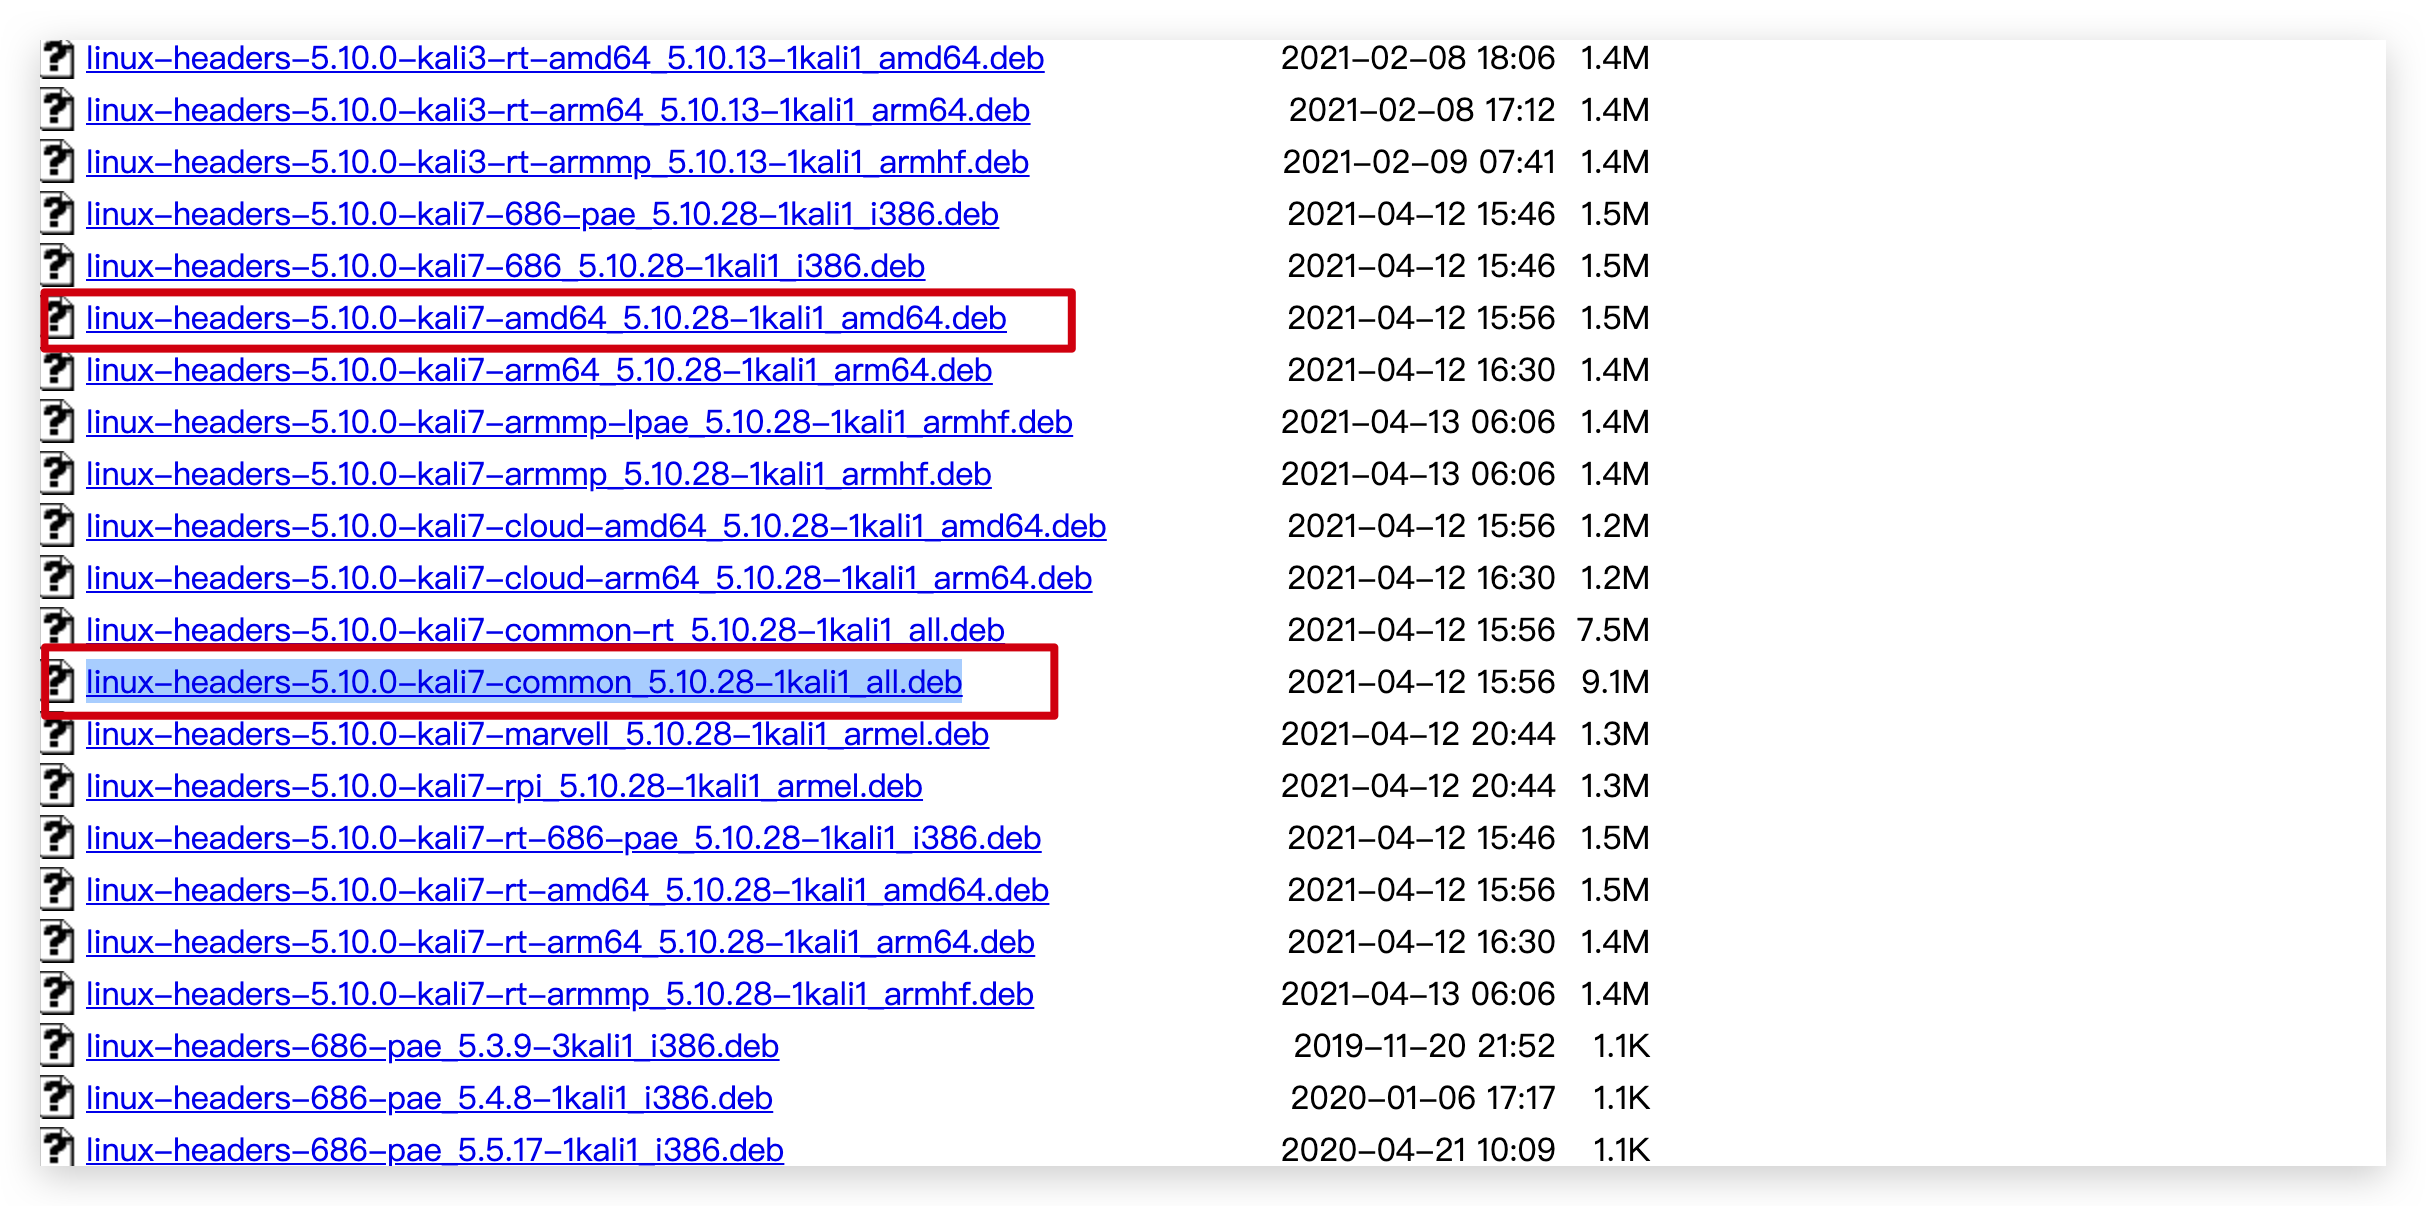 linux-headers-5.10.0-kali3-rt-amd64_5.10.13-1kali1_amd64.deb 2021-02-08 18:06 1.4M
linux-headers-5.10.0-kali3-rt-arm64_5.10.13-1kali1_arm64.deb 2021-02-08 17:12 1.4M
linux-headers-5.10.0-kali3-rt-armmp_5.10.13-1kali1_armhf.deb 2021-02-09 07:41 1.4M
linux-headers-5.10.0-kali7-686-pae_5.10.28-1kali1_i386.deb 2021-04-12 15:46 1.5M
linux-headers-5.10.0-kali7-686_5.10.28-1kali1_i386.deb 2021-04-12 15:46 1.5M
linux-headers-5.10.0-kali7-amd64_5.10.28-1kali1_amd64.deb 2021-04-12 15:56 1.5M
linux-headers-5.10.0-kali7-arm64_5.10.28-1kali1_arm64.deb 2021-04-12 16:30 1.4M
linux-headers-5.10.0-kali7-armmp-lpae_5.10.28-1kali1_armhf.deb 2021-04-13 06:06 1.4M
linux-headers-5.10.0-kali7-armmp_5.10.28-1kali1_armhf.deb 2021-04-13 06:06 1.4M
linux-headers-5.10.0-kali7-cloud-amd64_5.10.28-1kali1_amd64.deb 2021-04-12 15:56 1.2M
linux-headers-5.10.0-kali7-cloud-arm64_5.10.28-1kali1_arm64.deb 2021-04-12 16:30 1.2M
linux-headers-5.10.0-kali7-common-rt_5.10.28-1kali1_all.deb 2021-04-12 15:56 7.5M
linux-headers-5.10.0-kali7-common_5.10.28-1kali1_all.deb 2021-04-12 15:56 9.1M
linux-headers-5.10.0-kali7-marvell_5.10.28-1kali1_armel.deb 2021-04-12 20:44 1.3M
linux-headers-5.10.0-kali7-rpi_5.10.28-1kali1_armel.deb 2021-04-12 20:44 1.3M
linux-headers-5.10.0-kali7-rt-686-pae_5.10.28-1kali1_i386.deb 2021-04-12 15:46 1.5M
linux-headers-5.10.0-kali7-rt-amd64_5.10.28-1kali1_amd64.deb 2021-04-12 15:56 1.5M
linux-headers-5.10.0-kali7-rt-arm64_5.10.28-1kali1_arm64.deb 2021-04-12 16:30 1.4M
linux-headers-5.10.0-kali7-rt-armmp_5.10.28-1kali1_armhf.deb 2021-04-13 06:06 1.4M
linux-headers-686-pae_5.3.9-3kali1_i386.deb 2019-11-20 21:52 1.1K
linux-headers-686-pae_5.4.8-1kali1_i386.deb 2020-01-06 17:17 1.1K
linux-headers-686-pae_5.5.17-1kali1_i386.deb 2020-04-21 10:09 1.1K